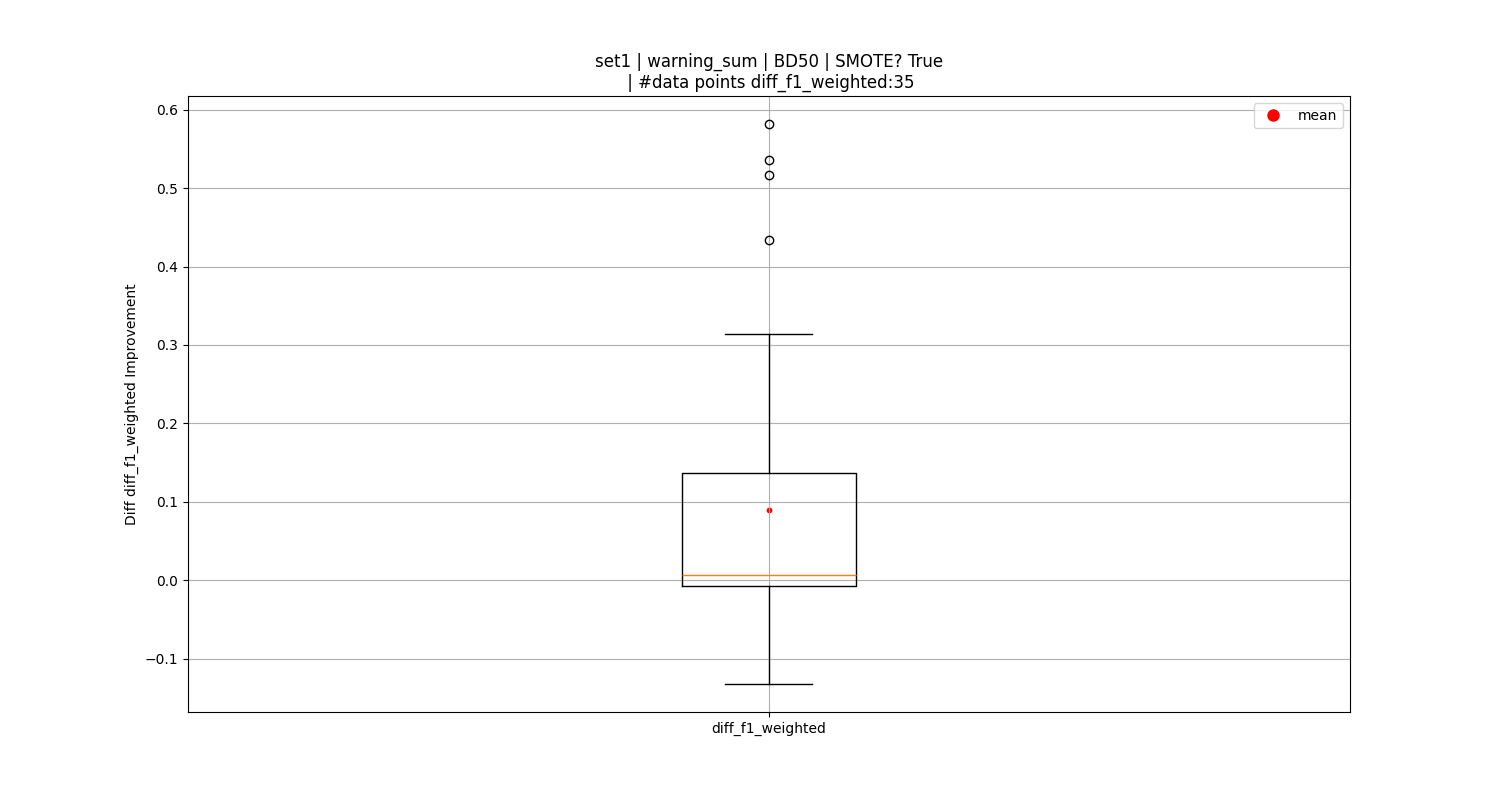 set1 | warning_sum | BD50 | SMOTE? True
| #data points diff_f1_weighted:35
mean
0.6
0.5
0.4
0.3
0.2
0.1
0.0
−0.1
Diff diff_f1_weighted Improvement
diff_f1_weighted